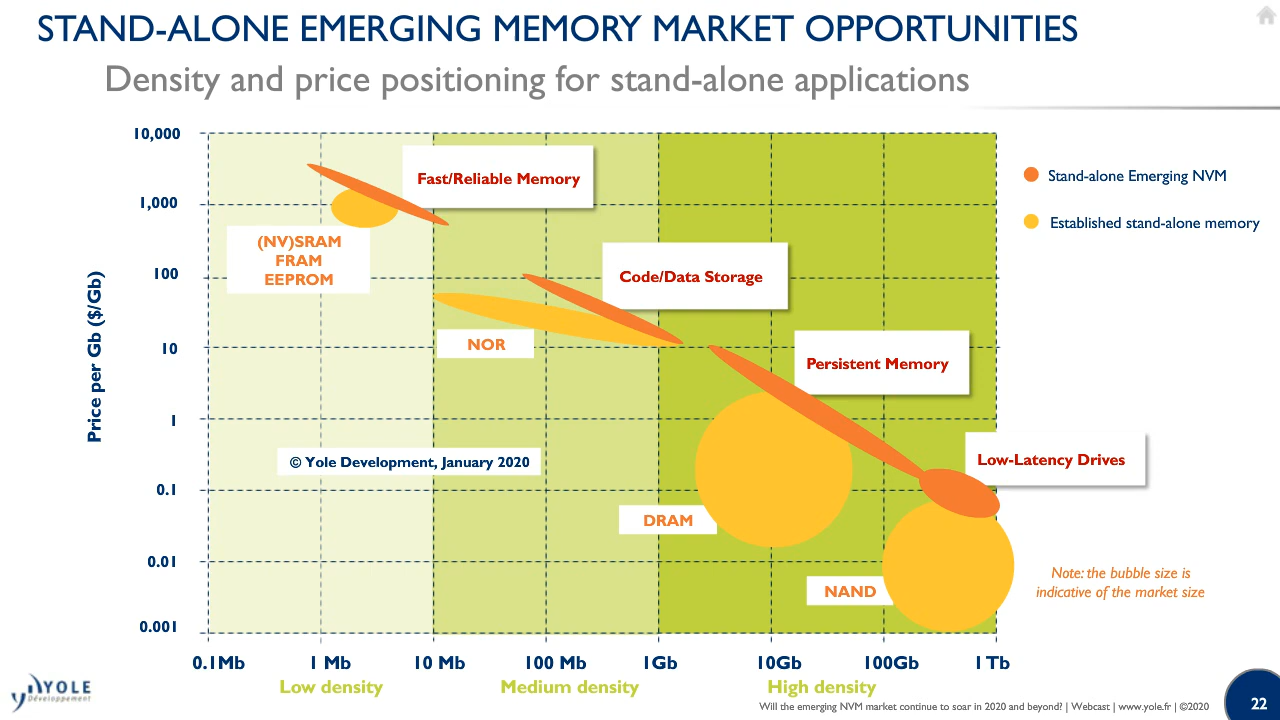 STAND-ALONE EMERGING MEMORY MARKET OPPORTUNITIES
Density and price positioning for stand-alone applications
Price per Gb ($/Gb)
10,000
1,000
100
10
1
0.1
0.01
0.001
Fast/Reliable Memory
(NV)SRAM
FRAM
EEPROM
Code/Data Storage
NOR
Persistent Memory
© Yole Development, January 2020
Low-Latency Drives
DRAM
NAND
Stand-alone Emerging NVM
Established stand-alone memory
Note: the bubble size is
indicative of the market size
0.1Mb 1 Mb 10 Mb 100 Mb 1Gb 10Gb 100Gb 1 Tb
Low density Medium density High density
YOLE
Développement
Will the emerging NVM market continue to soar in 2020 and beyond? | Webcast | www.yole.fr | ©2020
22